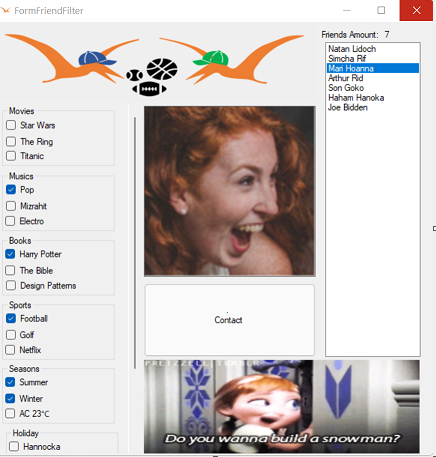 FormFriendFilter
Friends Amount: 7
Natan Lidoch
Simcha Rif
Mari Hoanna
Arthur Rid
Son Goko
Haham Hanoka
Joe Bidden
Movies
Star Wars
The Ring
Titanic
Musics
Pop
Mizrahit
Electro
Books
Harry Potter
The Bible
Design Patterns
Sports
Football
Golf
Netflix
Seasons
Summer
Winter
AC 23°C
Holiday
Hannocka
.
Contact
Do you wanna build a snowman?